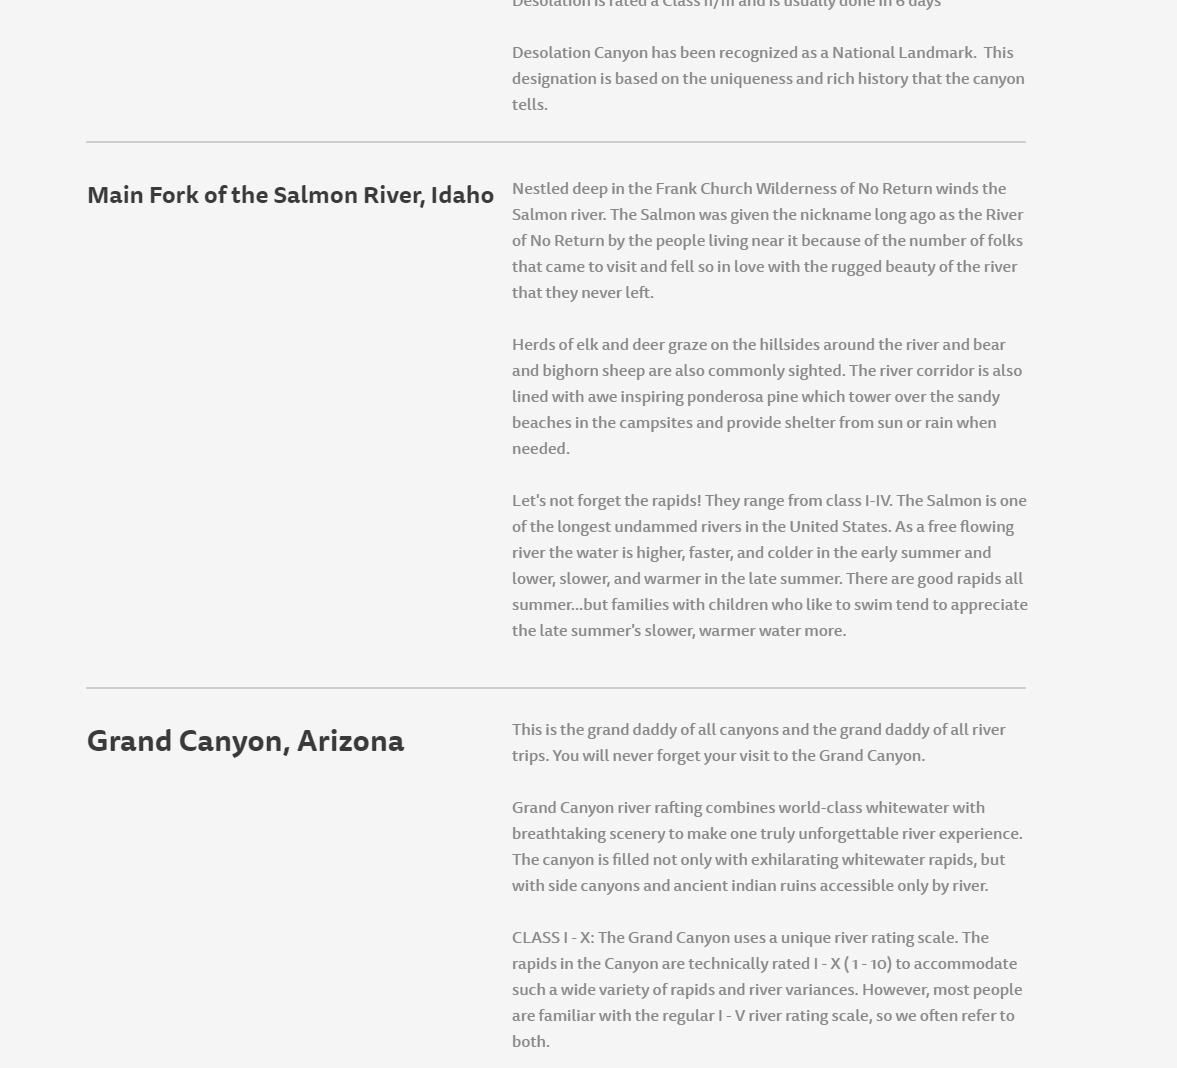 Desolation is rated a Class II/III and is usually done in 6 days
Desolation Canyon has been recognized as a National Landmark.  This
designation is based on the uniqueness and rich history that the canyon
tells.
Main Fork of the Salmon River, Idaho
Nestled deep in the Frank Church Wilderness of No Return winds the
Salmon river. The Salmon was given the nickname long ago as the River
of No Return by the people living near it because of the number of folks
that came to visit and fell so in love with the rugged beauty of the river
that they never left.
Herds of elk and deer graze on the hillsides around the river and bear
and bighorn sheep are also commonly sighted. The river corridor is also
lined with awe inspiring ponderosa pine which tower over the sandy
beaches in the campsites and provide shelter from sun or rain when
needed.
Let's not forget the rapids! They range from class I-IV. The Salmon is one
of the longest undammed rivers in the United States. As a free flowing
river the water is higher, faster, and colder in the early summer and
lower, slower, and warmer in the late summer. There are good rapids all
summer...but families with children who like to swim tend to appreciate
the late summer's slower, warmer water more.
Grand Canyon, Arizona
This is the grand daddy of all canyons and the grand daddy of all river
trips. You will never forget your visit to the Grand Canyon.
Grand Canyon river rafting combines world-class whitewater with
breathtaking scenery to make one truly unforgettable river experience.
The canyon is filled not only with exhilarating whitewater rapids, but
with side canyons and ancient indian ruins accessible only by river.
CLASS I - X: The Grand Canyon uses a unique river rating scale. The
rapids in the Canyon are technically rated I - X ( 1 - 10) to accommodate
such a wide variety of rapids and river variances. However, most people
are familiar with the regular I - V river rating scale, so we often refer to
both.